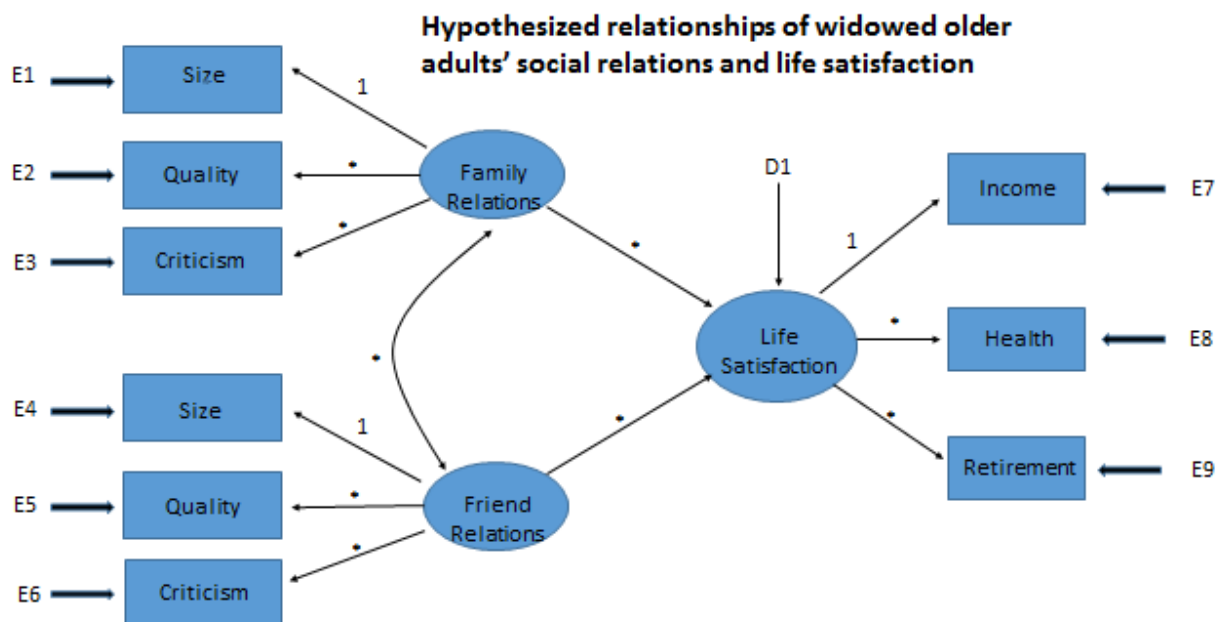 Hypothesized relationships of widowed older
adults' social relations and life satisfaction
E1
Size
1
E2
Quality
*
Family
Relations
E3
Criticism
*
*
*
D1
1
Income
E7
Life
Satisfaction
*
Health
E8
*
Retirement
E9
E4
Size
1
*
E5
Quality
*
Friend
Relations
E6
Criticism
*